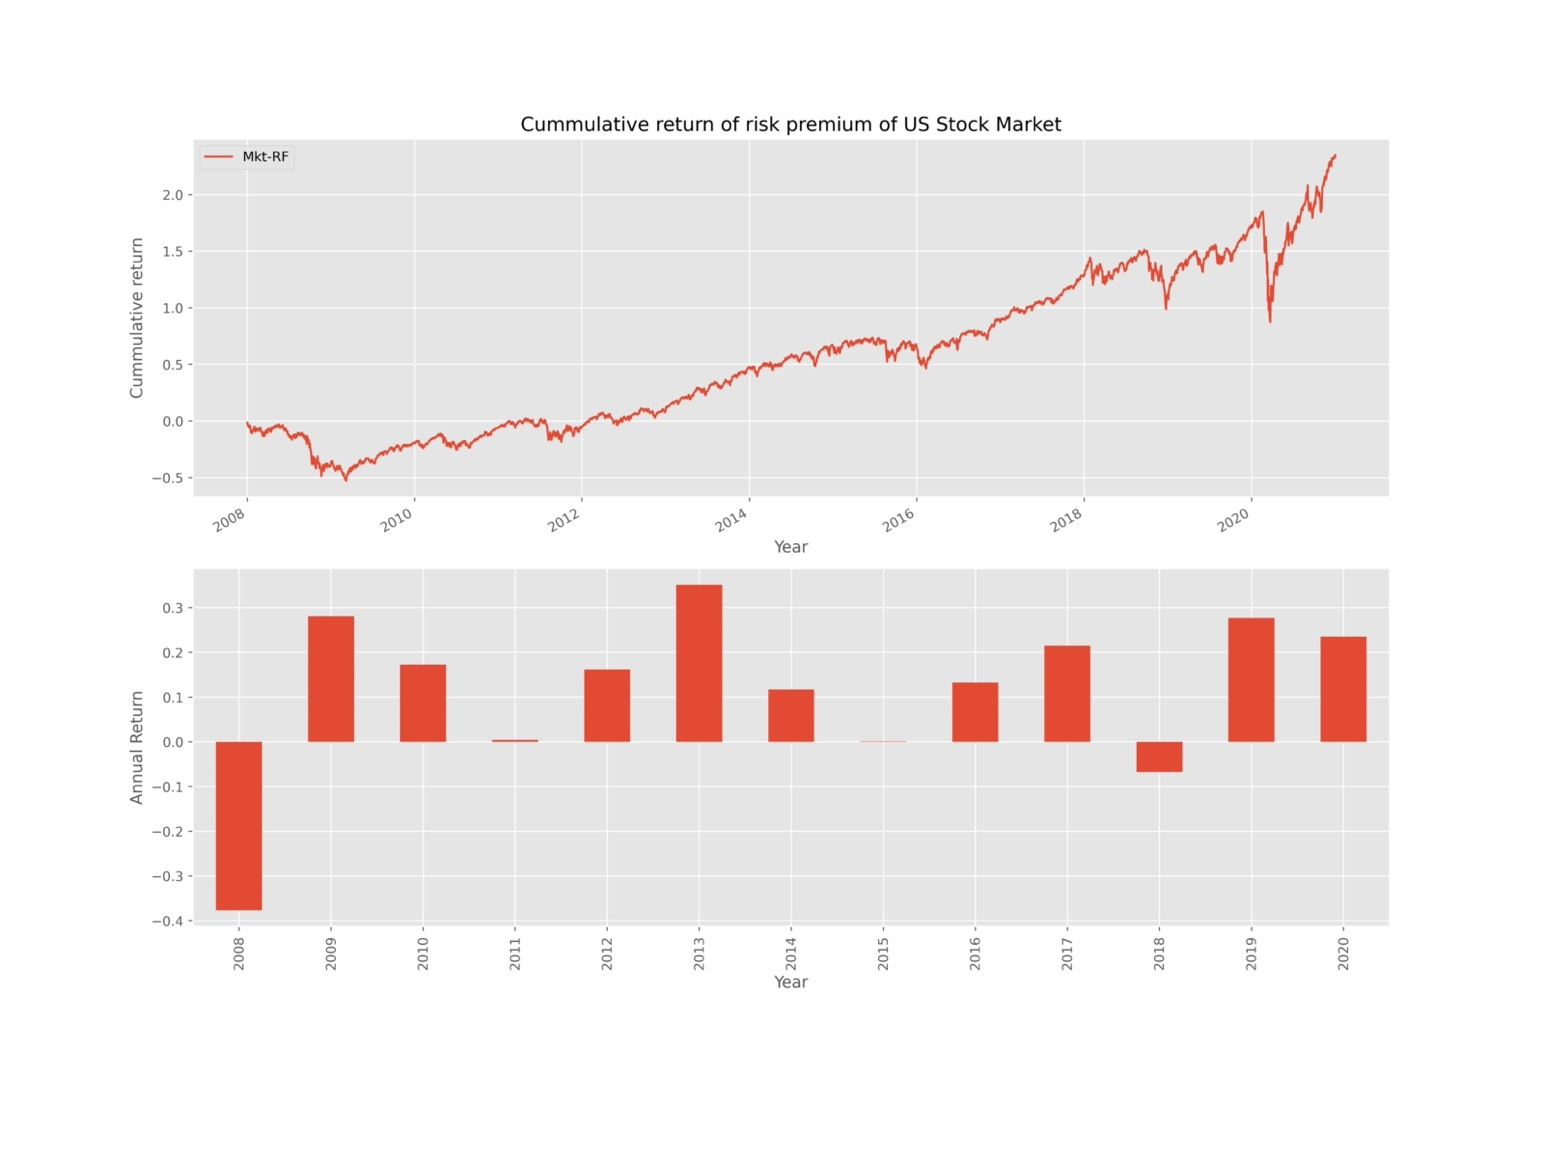 Cummulative return of risk premium of US Stock Market
Mkt-RF
Cummulative return
2.0
1.5
1.0
0.5
0.0
−0.5
2008 2010 2012 2014 2016 2018 2020
Year
Annual Return
0.3
0.2
0.1
0.0
−0.1
−0.2
−0.3
−0.4
2008 2009 2010 2011 2012 2013 2014 2015 2016 2017 2018 2019 2020
Year